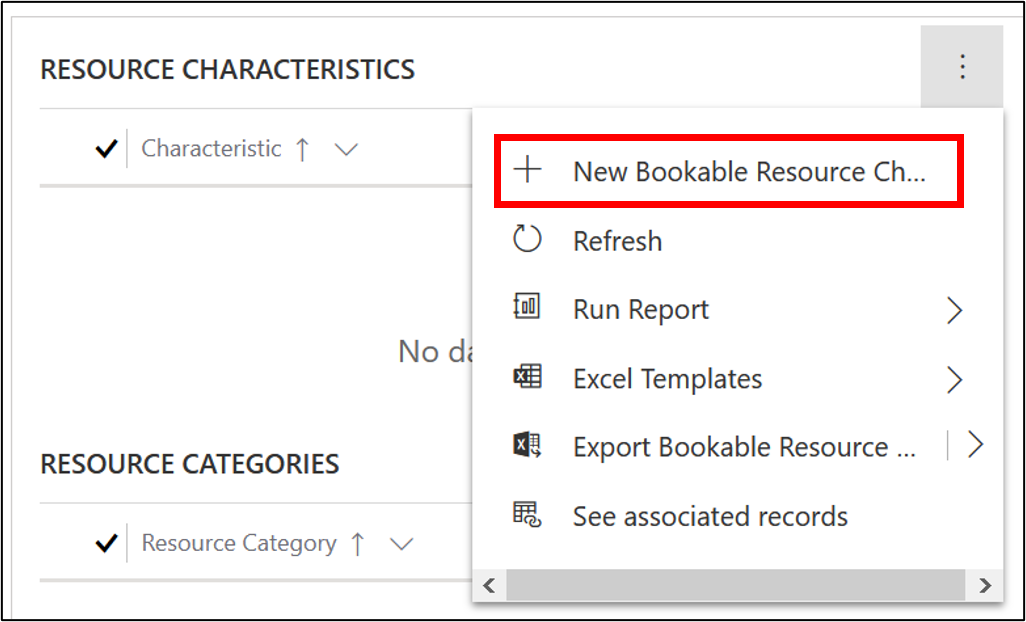 RESOURCE CHARACTERISTICS
Characteristic
New Bookable Resource Ch...
Refresh
Run Report
No
Excel Templates
Export Bookable Resource ...
RESOURCE CATEGORIES
See associated records
Resource Category